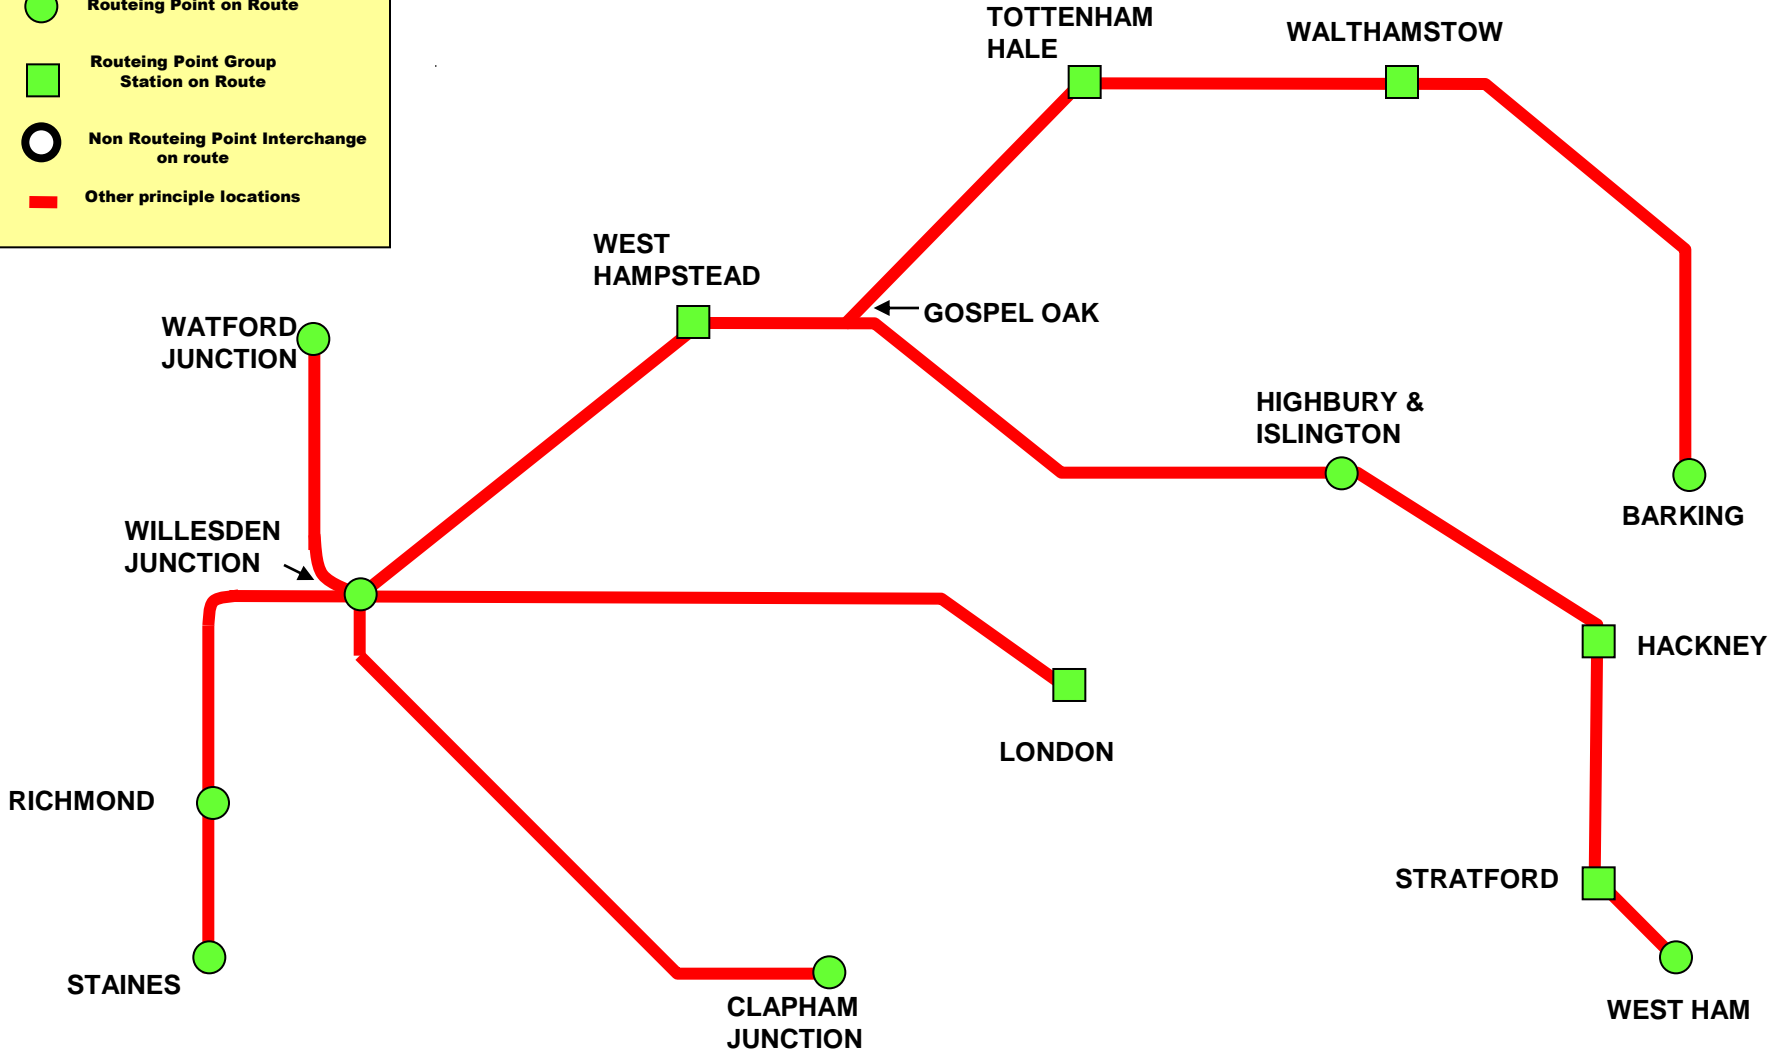 Routeing Point on Route
Routeing Point Group
Station on Route
Non Routeing Point Interchange
on route
Other principle locations
TOTTENHAM
HALE
WALTHAMSTOW
WEST
HAMPSTEAD
GOSPEL OAK
WATFORD
JUNCTION
HIGHBURY &
ISLINGTON
BARKING
WILLESDEN
JUNCTION
HACKNEY
LONDON
RICHMOND
STRATFORD
STAINES
CLAPHAM
JUNCTION
WEST HAM